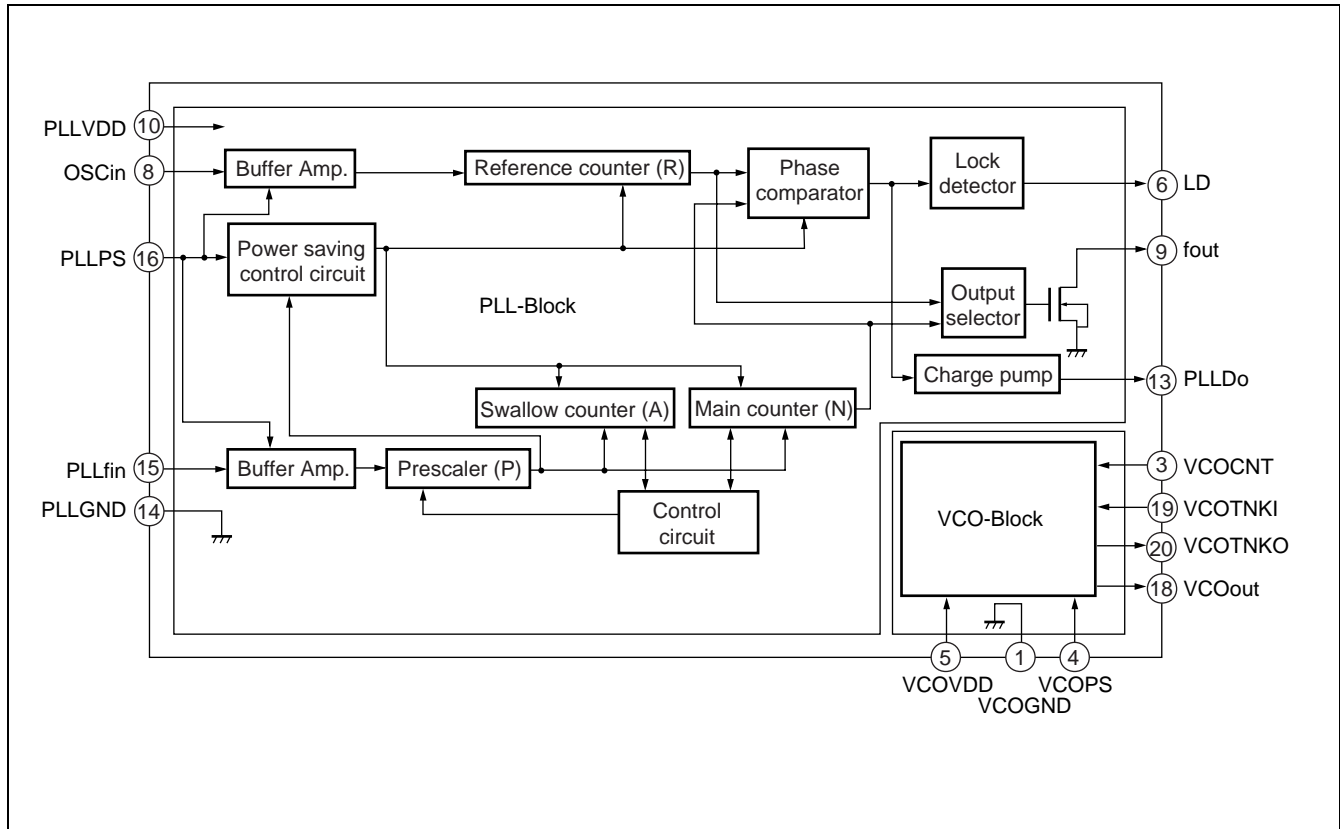 PLLVDD 10
OSCin 8
Buffer Amp.
Reference counter (R)
Phase
comparator
Lock
detector
6 LD
PLLPS 16
Power saving
control circuit
PLL-Block
Output
selector
9 fout
Charge pump
13 PLLDo
Swallow counter (A)
Main counter (N)
PLLfin 15
Buffer Amp.
Prescaler (P)
PLLGND 14
Control
circuit
VCO-Block
3 VCOCNT
19 VCOTNKI
20 VCOTNKO
18 VCOout
5
1
4
VCOVDD
VCOPS
VCOGND